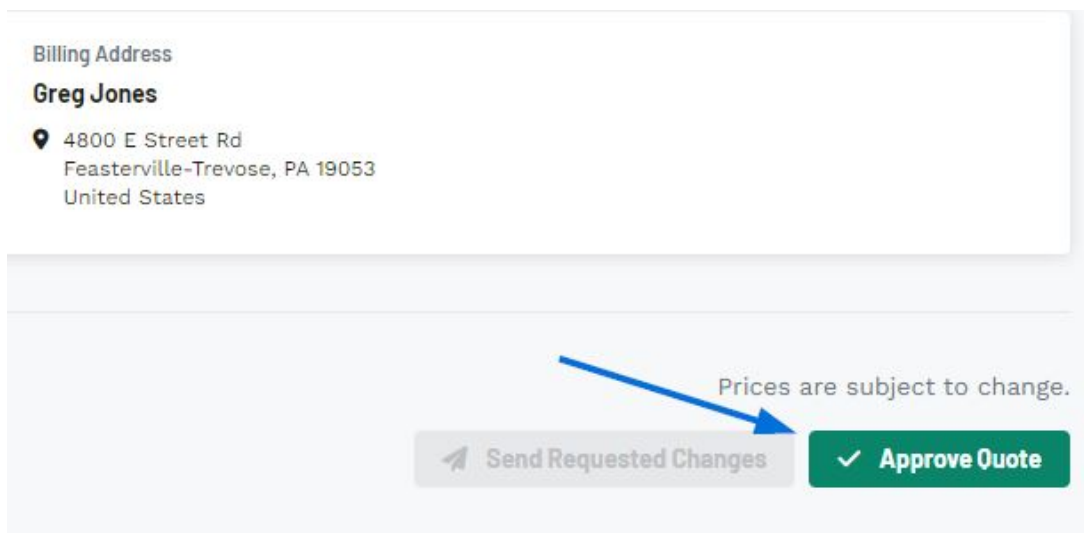 Billing Address
Greg Jones
4800 E Street Rd
Feasterville-Trevose, PA 19053
United States
Prices are subject to change.
Send Requested Changes
Approve Quote